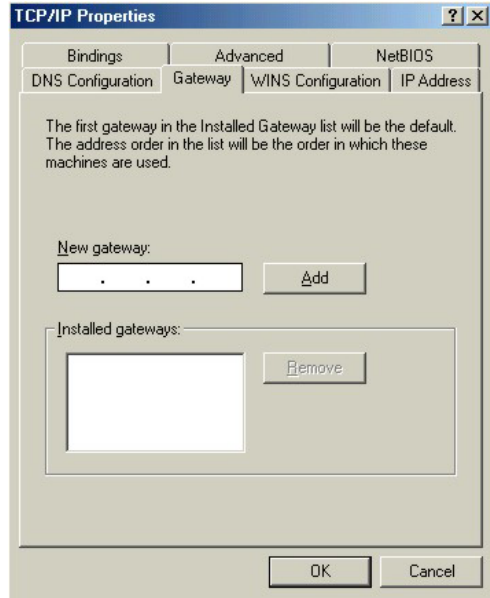 TCP/IP Properties
Bindings
Advanced
NetBIOS
DNS Configuration
Gateway
WINS Configuration
IP Address
The first gateway in the Installed Gateway list will be the default.
The address order in the list will be the order in which these
machines are used.
New gateway:
. . .
Add
Installed gateways:
Remove
OK
Cancel